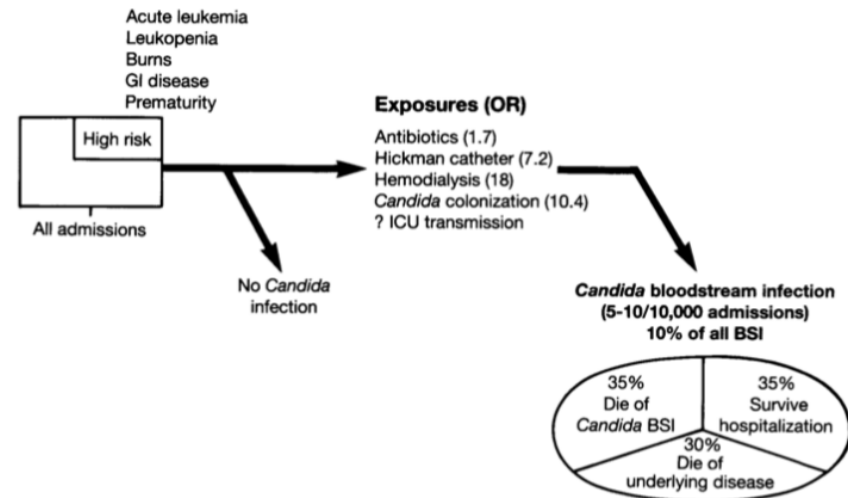 Acute leukemia
Leukopenia
Burns
GI disease
Prematurity
High risk
All admissions
No Candida
infection
Exposures (OR)
Antibiotics (1.7)
Hickman catheter (7.2)
Hemodialysis (18)
Candida colonization (10.4)
? ICU transmission
Candida bloodstream infection
(5-10/10,000 admissions)
10% of all BSI
35%
Die of
Candida BSI
35%
Survive
hospitalization
30%
Die of
underlying disease